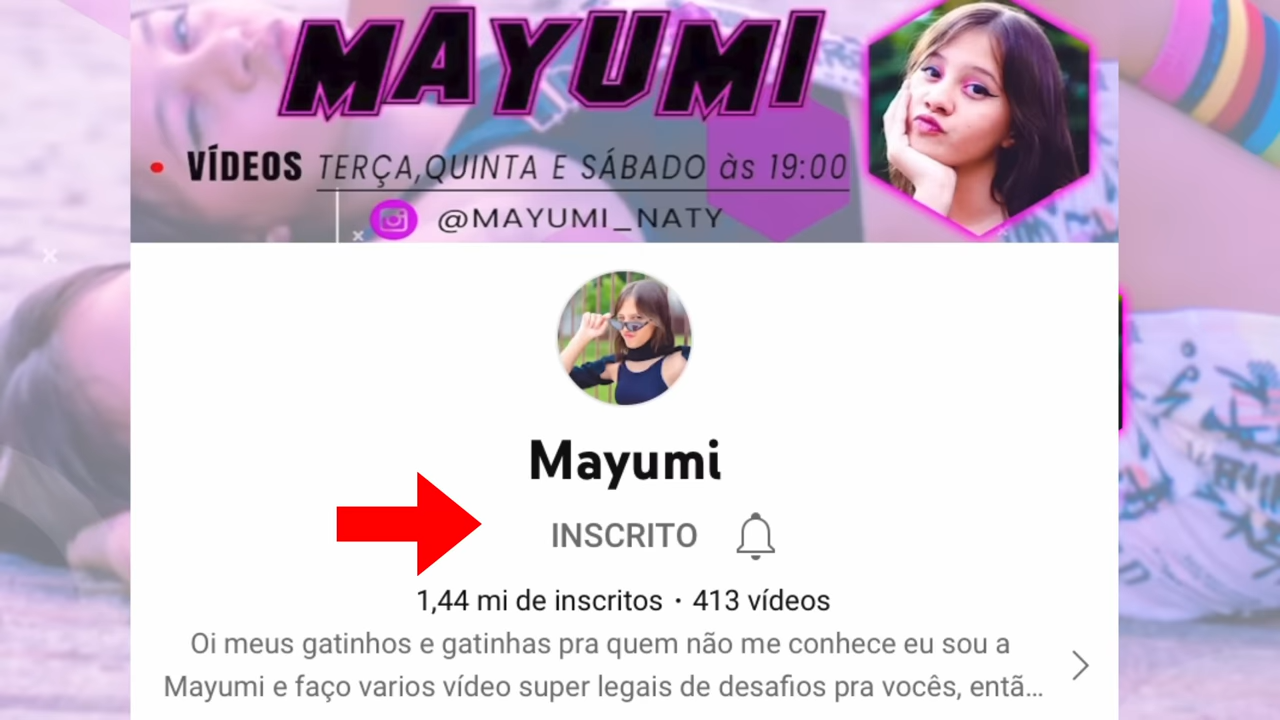 MAYUMI
VÍDEOS TERÇA,QUINTA E SÁBADO às 19:00
@MAYUMI_NATY
Mayumi
INSCRITO
1,44 mi de inscritos · 413 vídeos
Oi meus gatinhos e gatinhas pra quem não me conhece eu sou a
Mayumi e faço varios vídeo super legais de desafios pra vocês, entã...